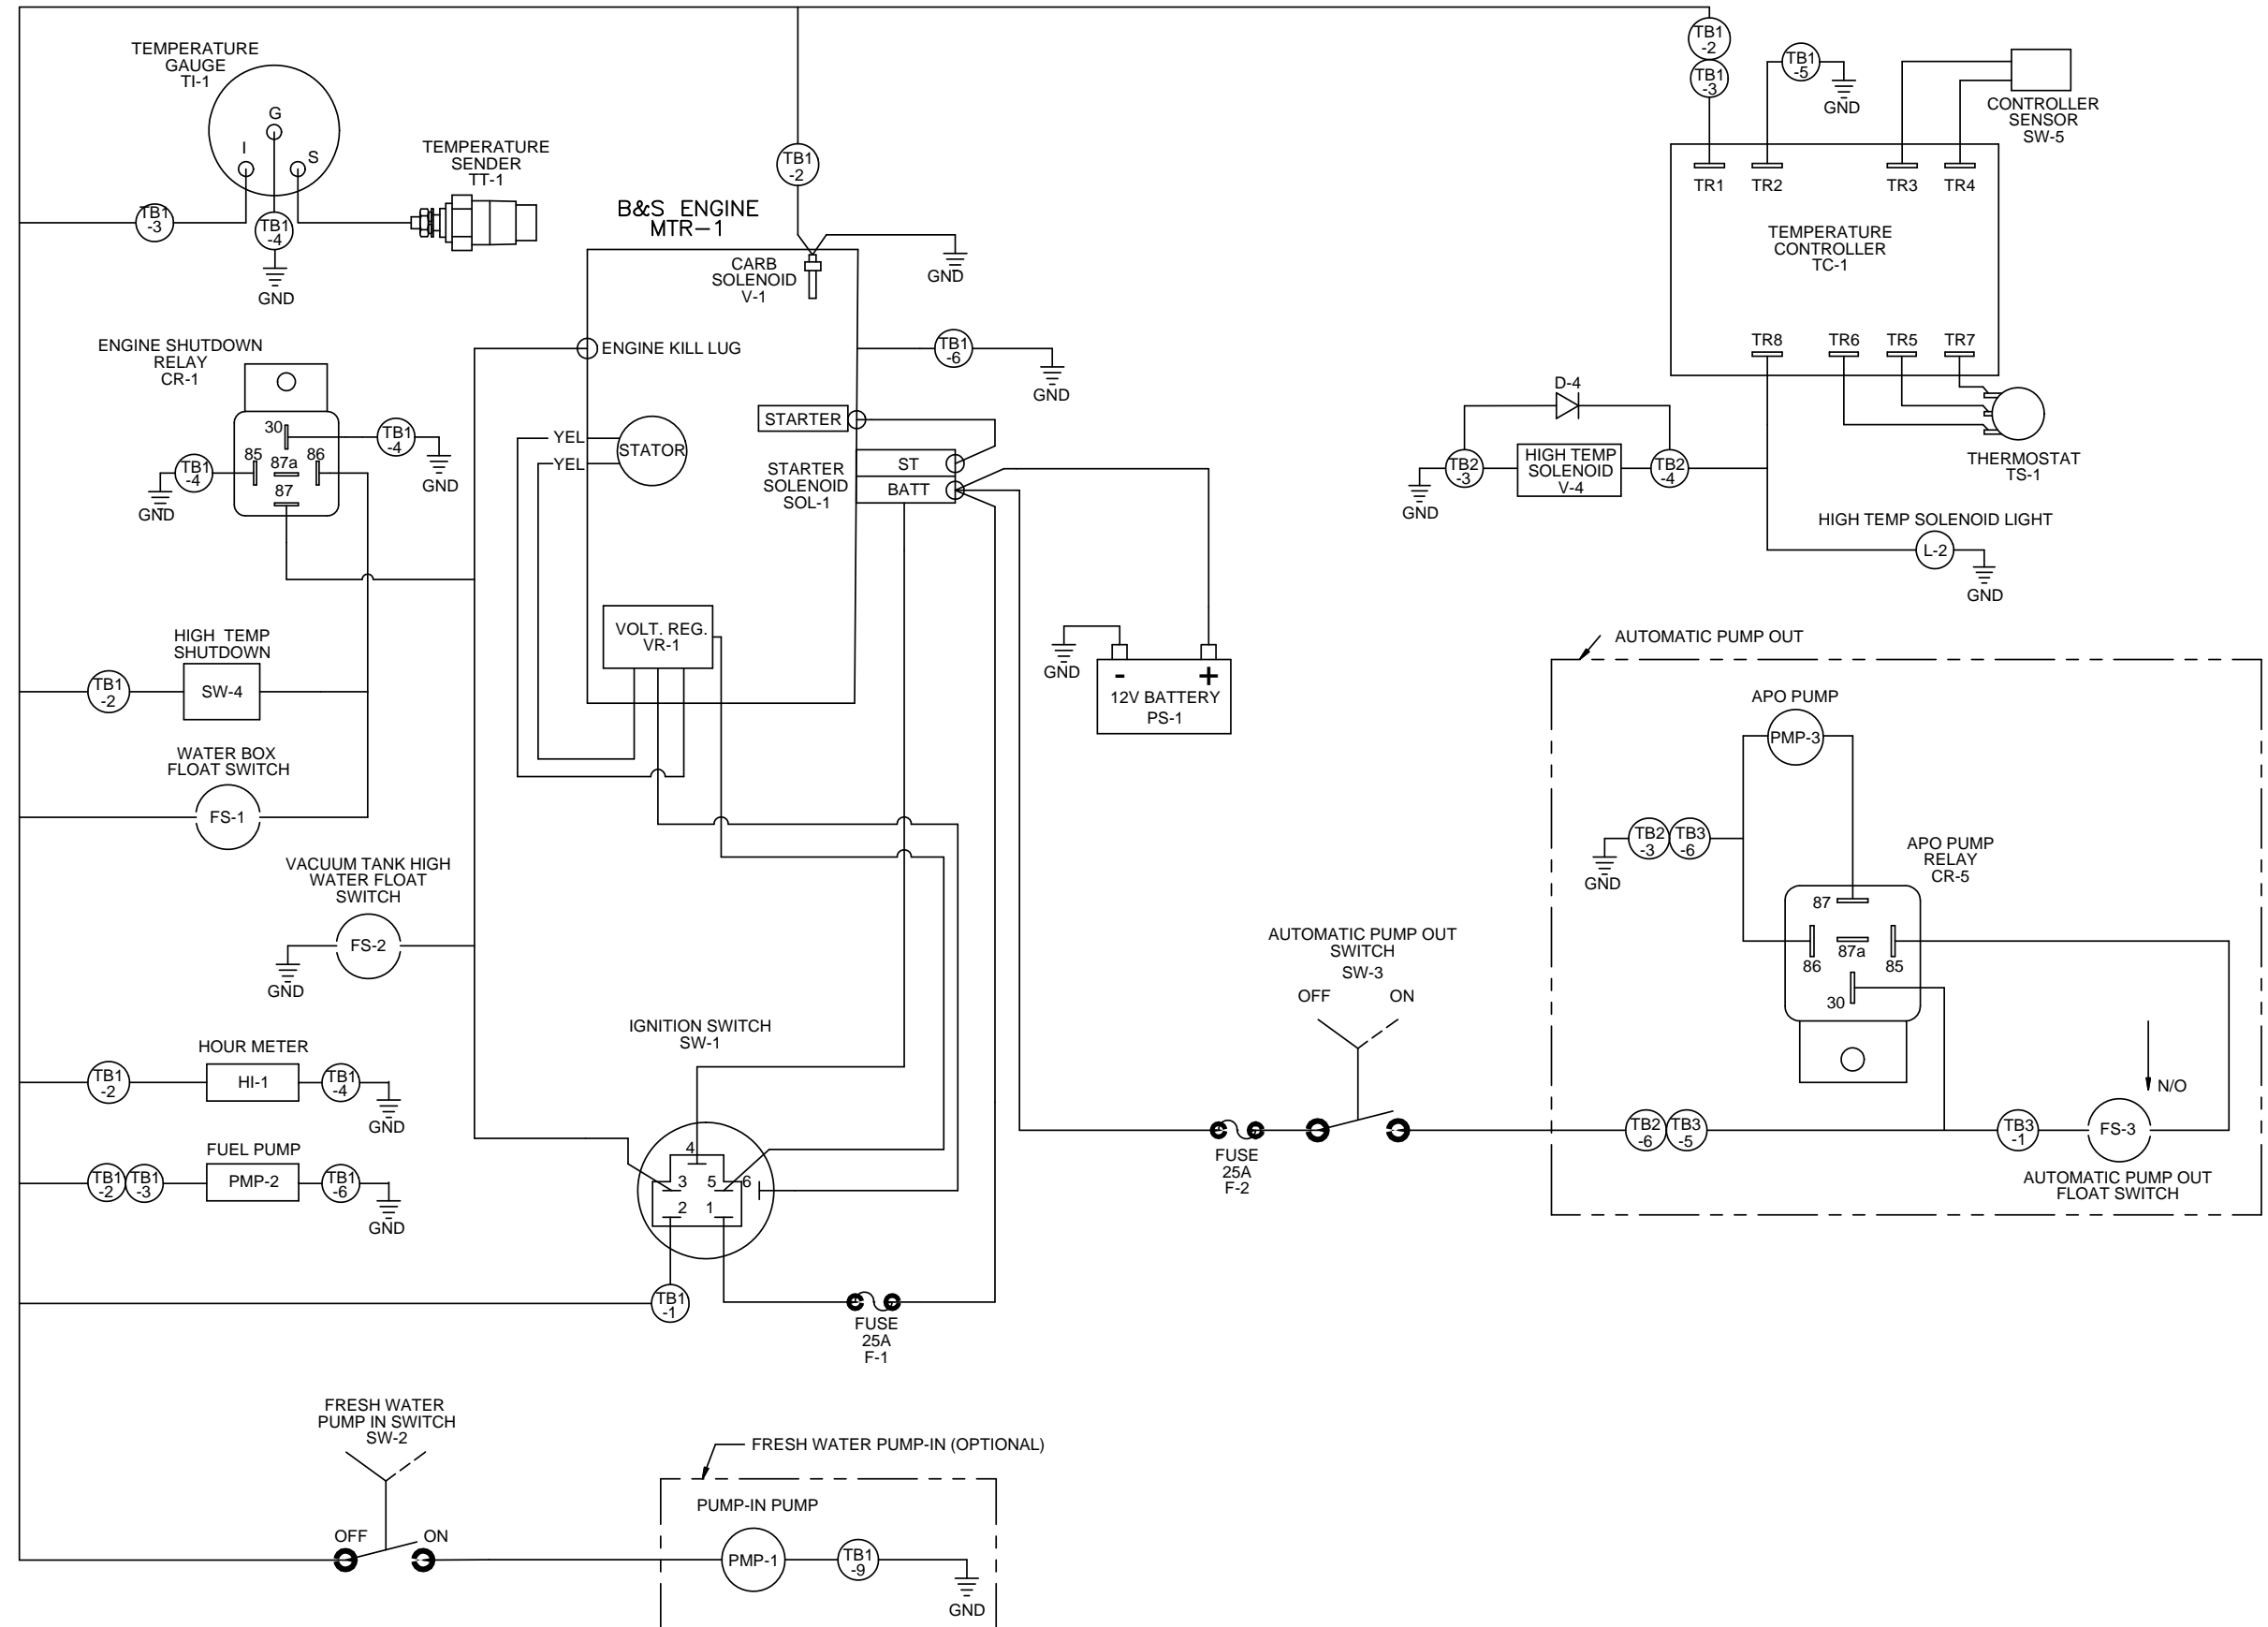 TEMPERATURE
GAUGE
TI-1
G
I
S
TB1
-3
TB1
-4
GND
TEMPERATURE
SENDER
TT-1
B&S ENGINE
MTR-1
TB1
-2
CARB
SOLENOID
V-1
GND
ENGINE KILL LUG
TB1
-6
GND
STARTER
YEL
YEL
STATOR
STARTER
SOLENOID
SOL-1
ST
BATT
VOLT. REG.
VR-1
TB1
-2
TB1
-3
TB1
-5
GND
CONTROLLER
SENSOR
SW-5
TR1
TR2
TR3
TR4
TEMPERATURE
CONTROLLER
TC-1
TR8
TR6
TR5
TR7
D-4
TB2
-3
HIGH TEMP
SOLENOID
V-4
TB2
-4
GND
THERMOSTAT
TS-1
HIGH TEMP SOLENOID LIGHT
L-2
GND
ENGINE SHUTDOWN
RELAY
CR-1
30
TB1
-4
GND
85
87a
86
87
TB1
-4
GND
HIGH TEMP
SHUTDOWN
TB1
-2
SW-4
WATER BOX
FLOAT SWITCH
FS-1
VACUUM TANK HIGH
WATER FLOAT
SWITCH
FS-2
GND
HOUR METER
TB1
-2
HI-1
TB1
-4
GND
FUEL PUMP
TB1
-2
TB1
-3
PMP-2
TB1
-6
GND
GND
-
+
12V BATTERY
PS-1
IGNITION SWITCH
SW-1
4
3
5
6
2
1
TB1
-1
FUSE
25A
F-1
AUTOMATIC PUMP OUT
SWITCH
SW-3
OFF
ON
FUSE
25A
F-2
AUTOMATIC PUMP OUT
APO PUMP
PMP-3
TB2
-3
TB3
-6
GND
APO PUMP
RELAY
CR-5
87
86
87a
85
30
N/O
TB2
-6
TB3
-5
TB3
-1
FS-3
AUTOMATIC PUMP OUT
FLOAT SWITCH
FRESH WATER
PUMP IN SWITCH
SW-2
OFF
ON
FRESH WATER PUMP-IN (OPTIONAL)
PUMP-IN PUMP
PMP-1
TB1
-9
GND